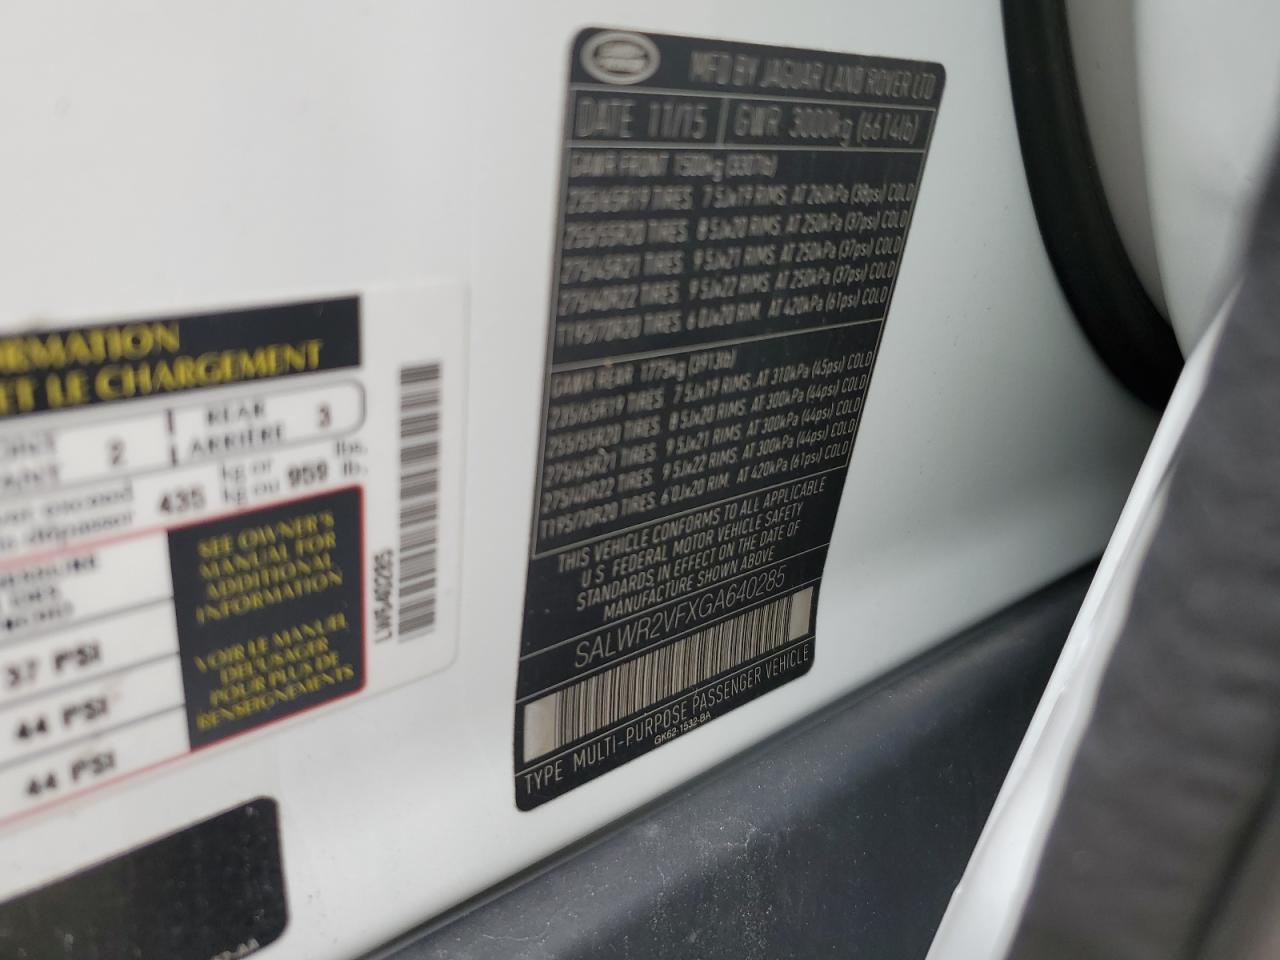 MFD BY JAGUAR LAND ROVER LTD
DATE 11/15 GWR 3000kg (6614lb)
GAWR FRONT 1500kg (3307lb)
235/65R19 TIRES. 7.5Jx19 RIMS. AT 260kPa (38psi) COLD
255/55R20 TIRES. 8.5Jx20 RIMS. AT 250kPa (37psi) COLD
275/45R21 TIRES. 9.5Jx21 RIMS. AT 250kPa (37psi) COLD
275/40R22 TIRES. 9.5Jx22 RIMS. AT 250kPa (37psi) COLD
T195/70R20 TIRES. 6.0Jx20 RIM. AT 420kPa (61psi) COLD
GAWR REAR 1775kg (3913lb)
235/65R19 TIRES. 7.5Jx19 RIMS. AT 310kPa (45psi) COLD
255/55R20 TIRES. 8.5Jx20 RIMS. AT 300kPa (44psi) COLD
275/45R21 TIRES. 9.5Jx21 RIMS. AT 300kPa (44psi) COLD
275/40R22 TIRES. 9.5Jx22 RIMS. AT 300kPa (44psi) COLD
T195/70R20 TIRES. 6.0Jx20 RIM. AT 420kPa (61psi) COLD
THIS VEHICLE CONFORMS TO ALL APPLICABLE
U.S. FEDERAL MOTOR VEHICLE SAFETY
STANDARDS IN EFFECT ON THE DATE OF
MANUFACTURE SHOWN ABOVE
SALWR2VFXGA640285
TYPE MULTI-PURPOSE PASSENGER VEHICLE
GK62-1532-BA
RMATION
ET LE CHARGEMENT
2 REAR
ARRIÈRE 3
435 kg or
kg ou 959 lbs.
lb.
37 PSI
44 PSI
44 PSI
SEE OWNER'S
MANUAL FOR
ADDITIONAL
INFORMATION
VOIR LE MANUEL
DE L'USAGER
POUR PLUS DE
RENSEIGNEMENTS
LW640285